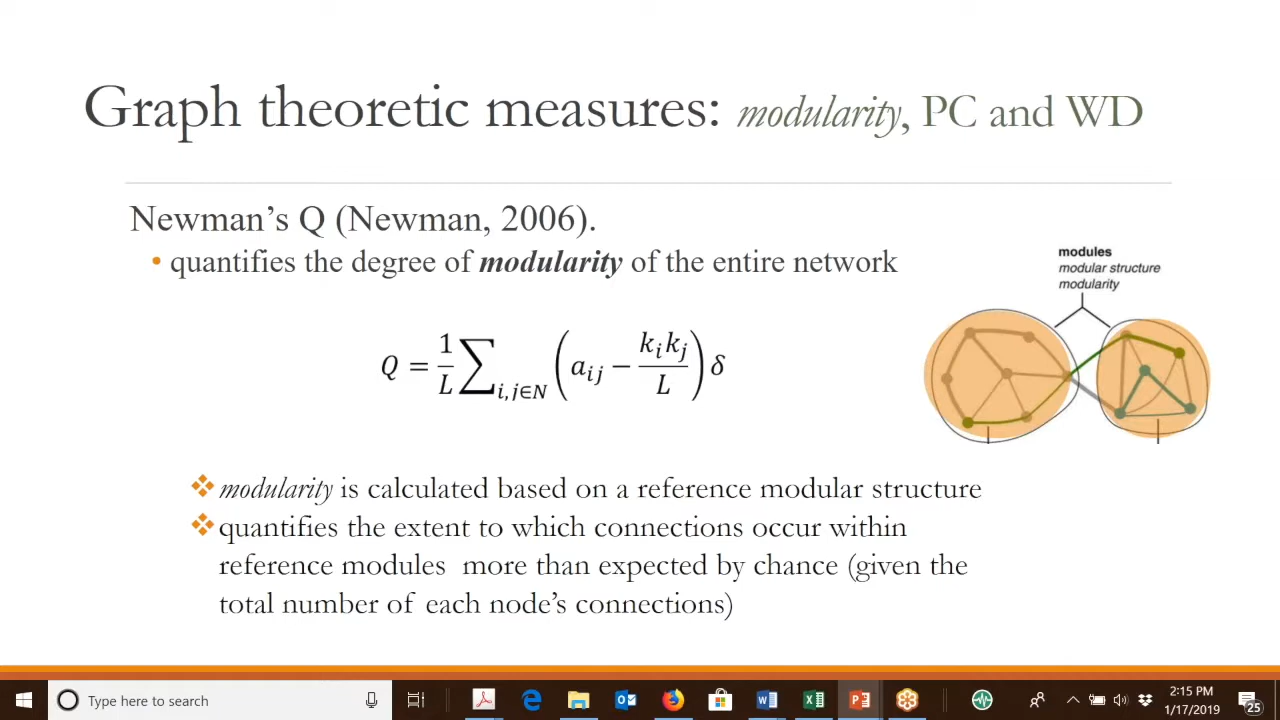 Graph theoretic measures: modularity, PC and WD
Newman’s Q (Newman, 2006).
• quantifies the degree of modularity of the entire network
modules
modular structure
modularity
Q = 1/L ∑i,j∈N (aij − kikj/L) δ
❖ modularity is calculated based on a reference modular structure
❖ quantifies the extent to which connections occur within
reference modules more than expected by chance (given the
total number of each node’s connections)
Type here to search
2:15 PM
1/17/2019
25